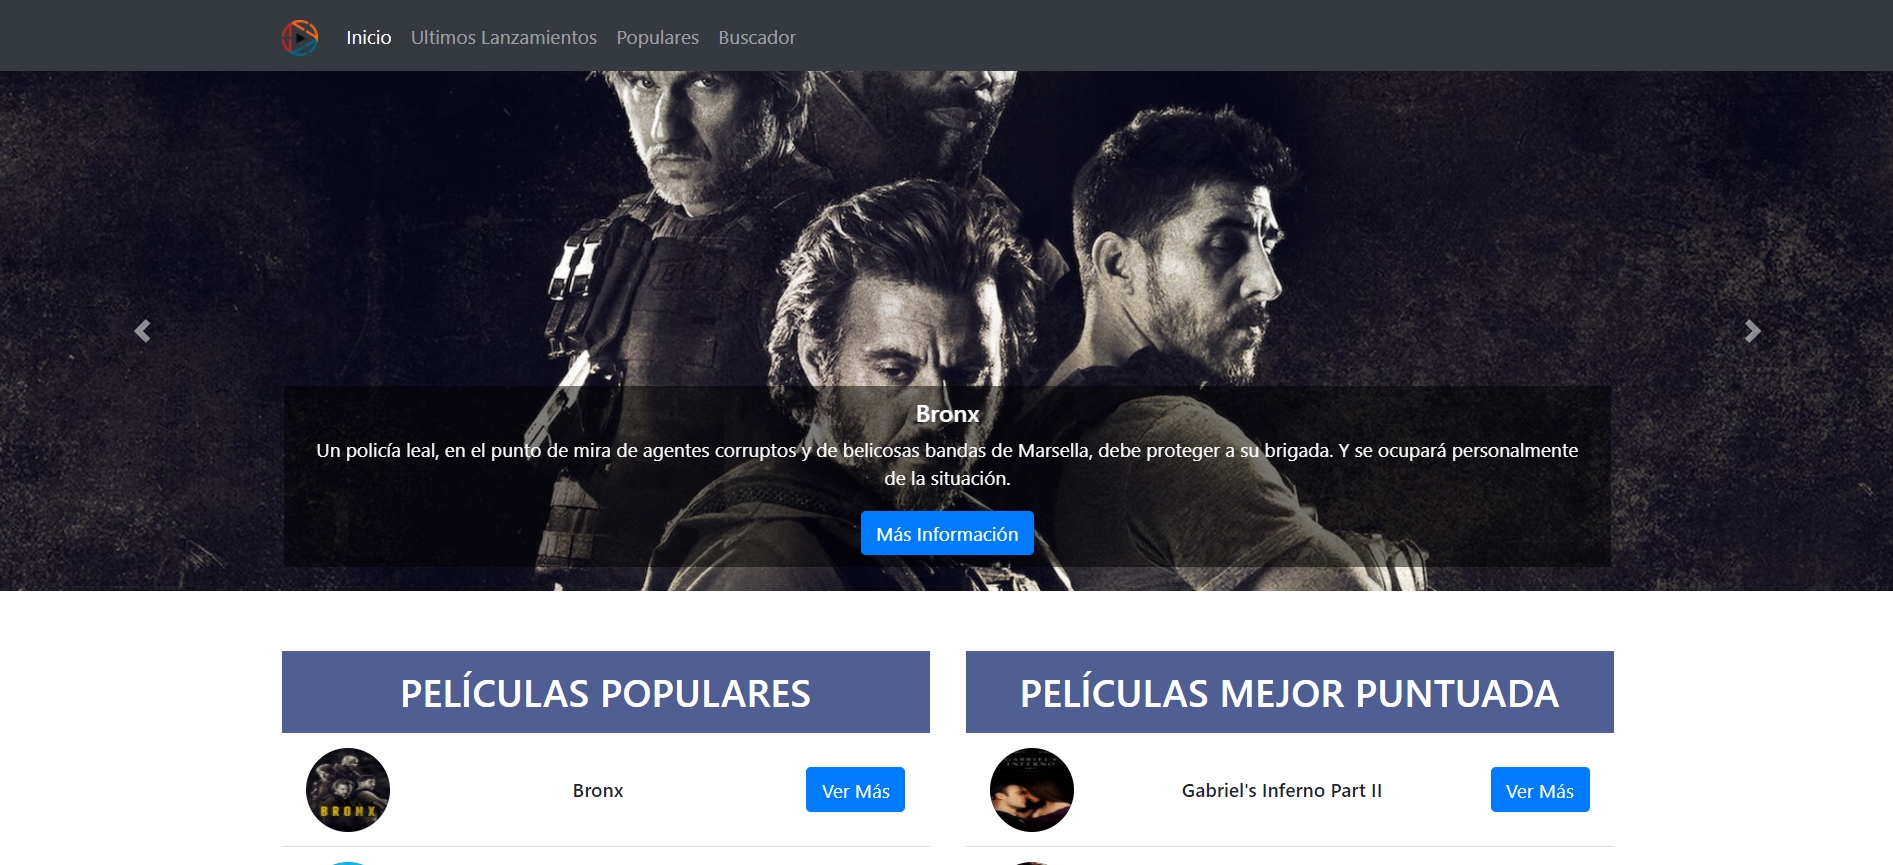 Inicio Ultimos Lanzamientos Populares Buscador
Bronx
Un policía leal, en el punto de mira de agentes corruptos y de belicosas bandas de Marsella, debe proteger a su brigada. Y se ocupará personalmente
de la situación.
Más Información
PELÍCULAS POPULARES
BRONX
Bronx
Ver Más
PELÍCULAS MEJOR PUNTUADA
GABRIEL'S
INFERNO
Gabriel's Inferno Part II
Ver Más